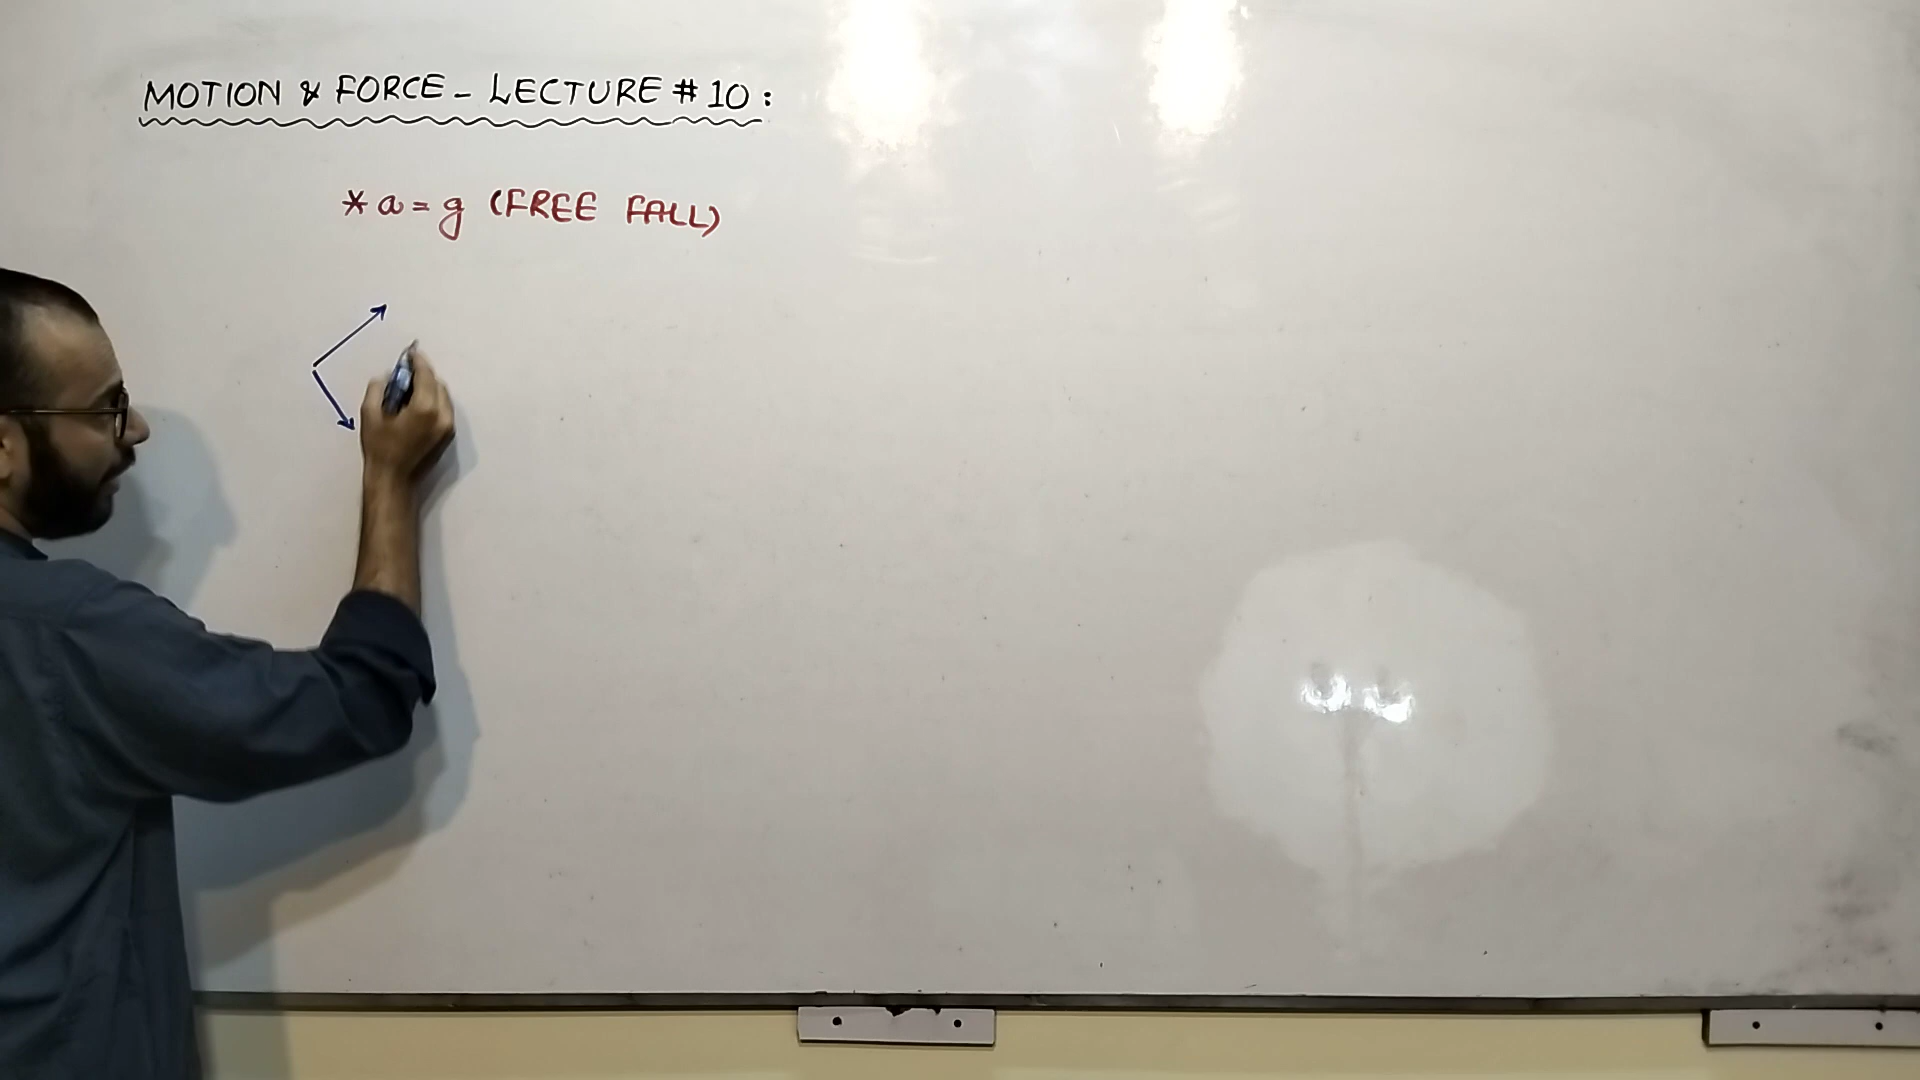 MOTION & FORCE - LECTURE # 10 :
* a = g (FREE FALL)